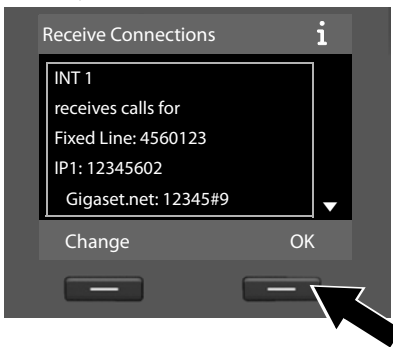 Receive Connections i
INT 1
receives calls for
Fixed Line: 4560123
IP1: 12345602
Gigaset.net: 12345#9
Change OK